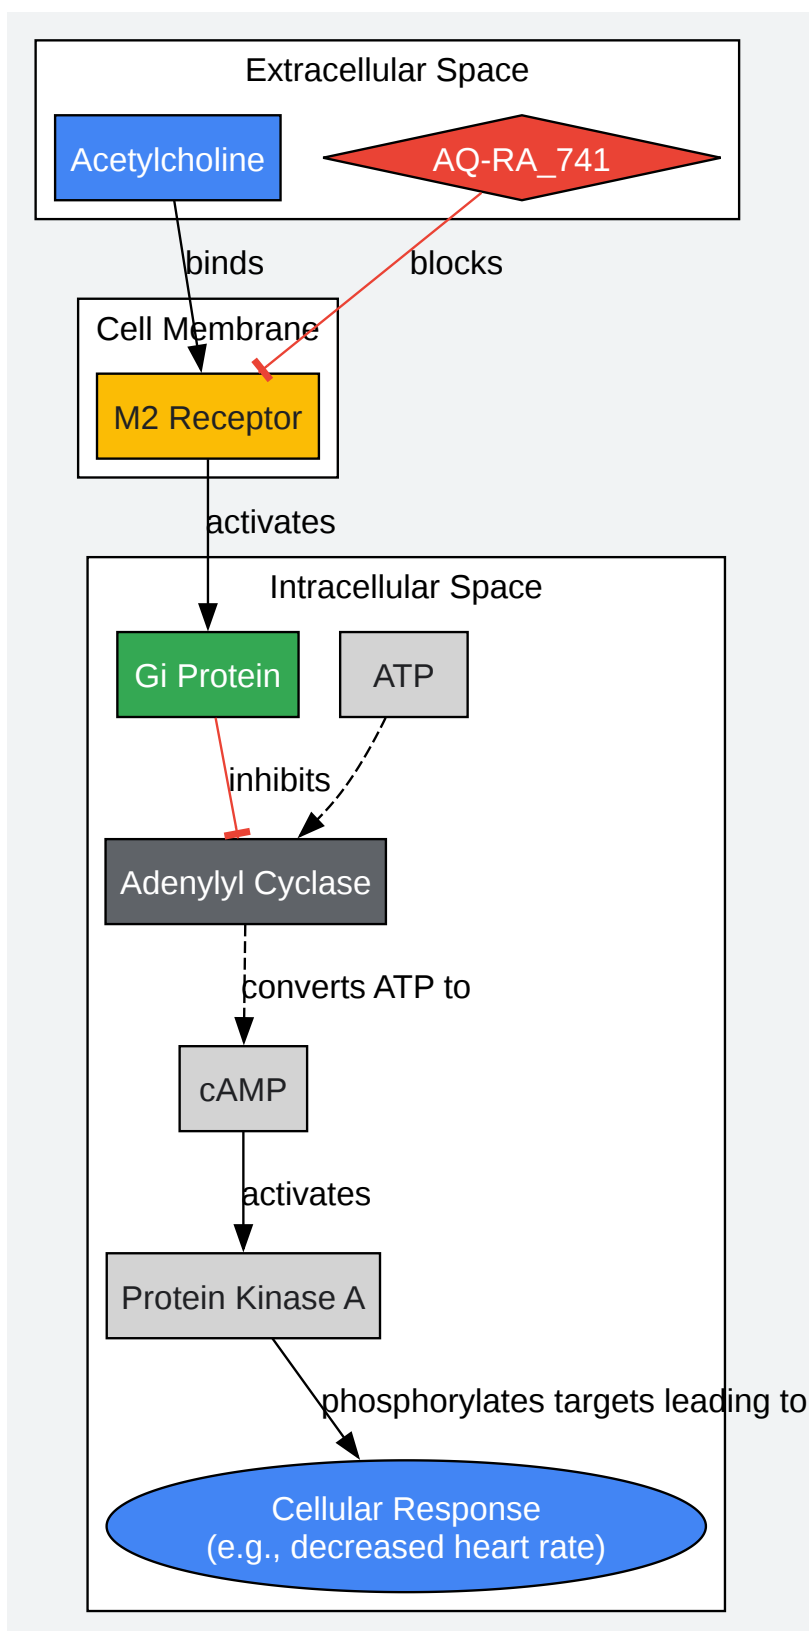 Extracellular Space
Acetylcholine
AQ-RA_741
binds
blocks
Cell Membrane
M2 Receptor
activates
Intracellular Space
Gi Protein
ATP
inhibits
Adenylyl Cyclase
converts ATP to
cAMP
activates
Protein Kinase A
phosphorylates targets leading to
Cellular Response
(e.g., decreased heart rate)